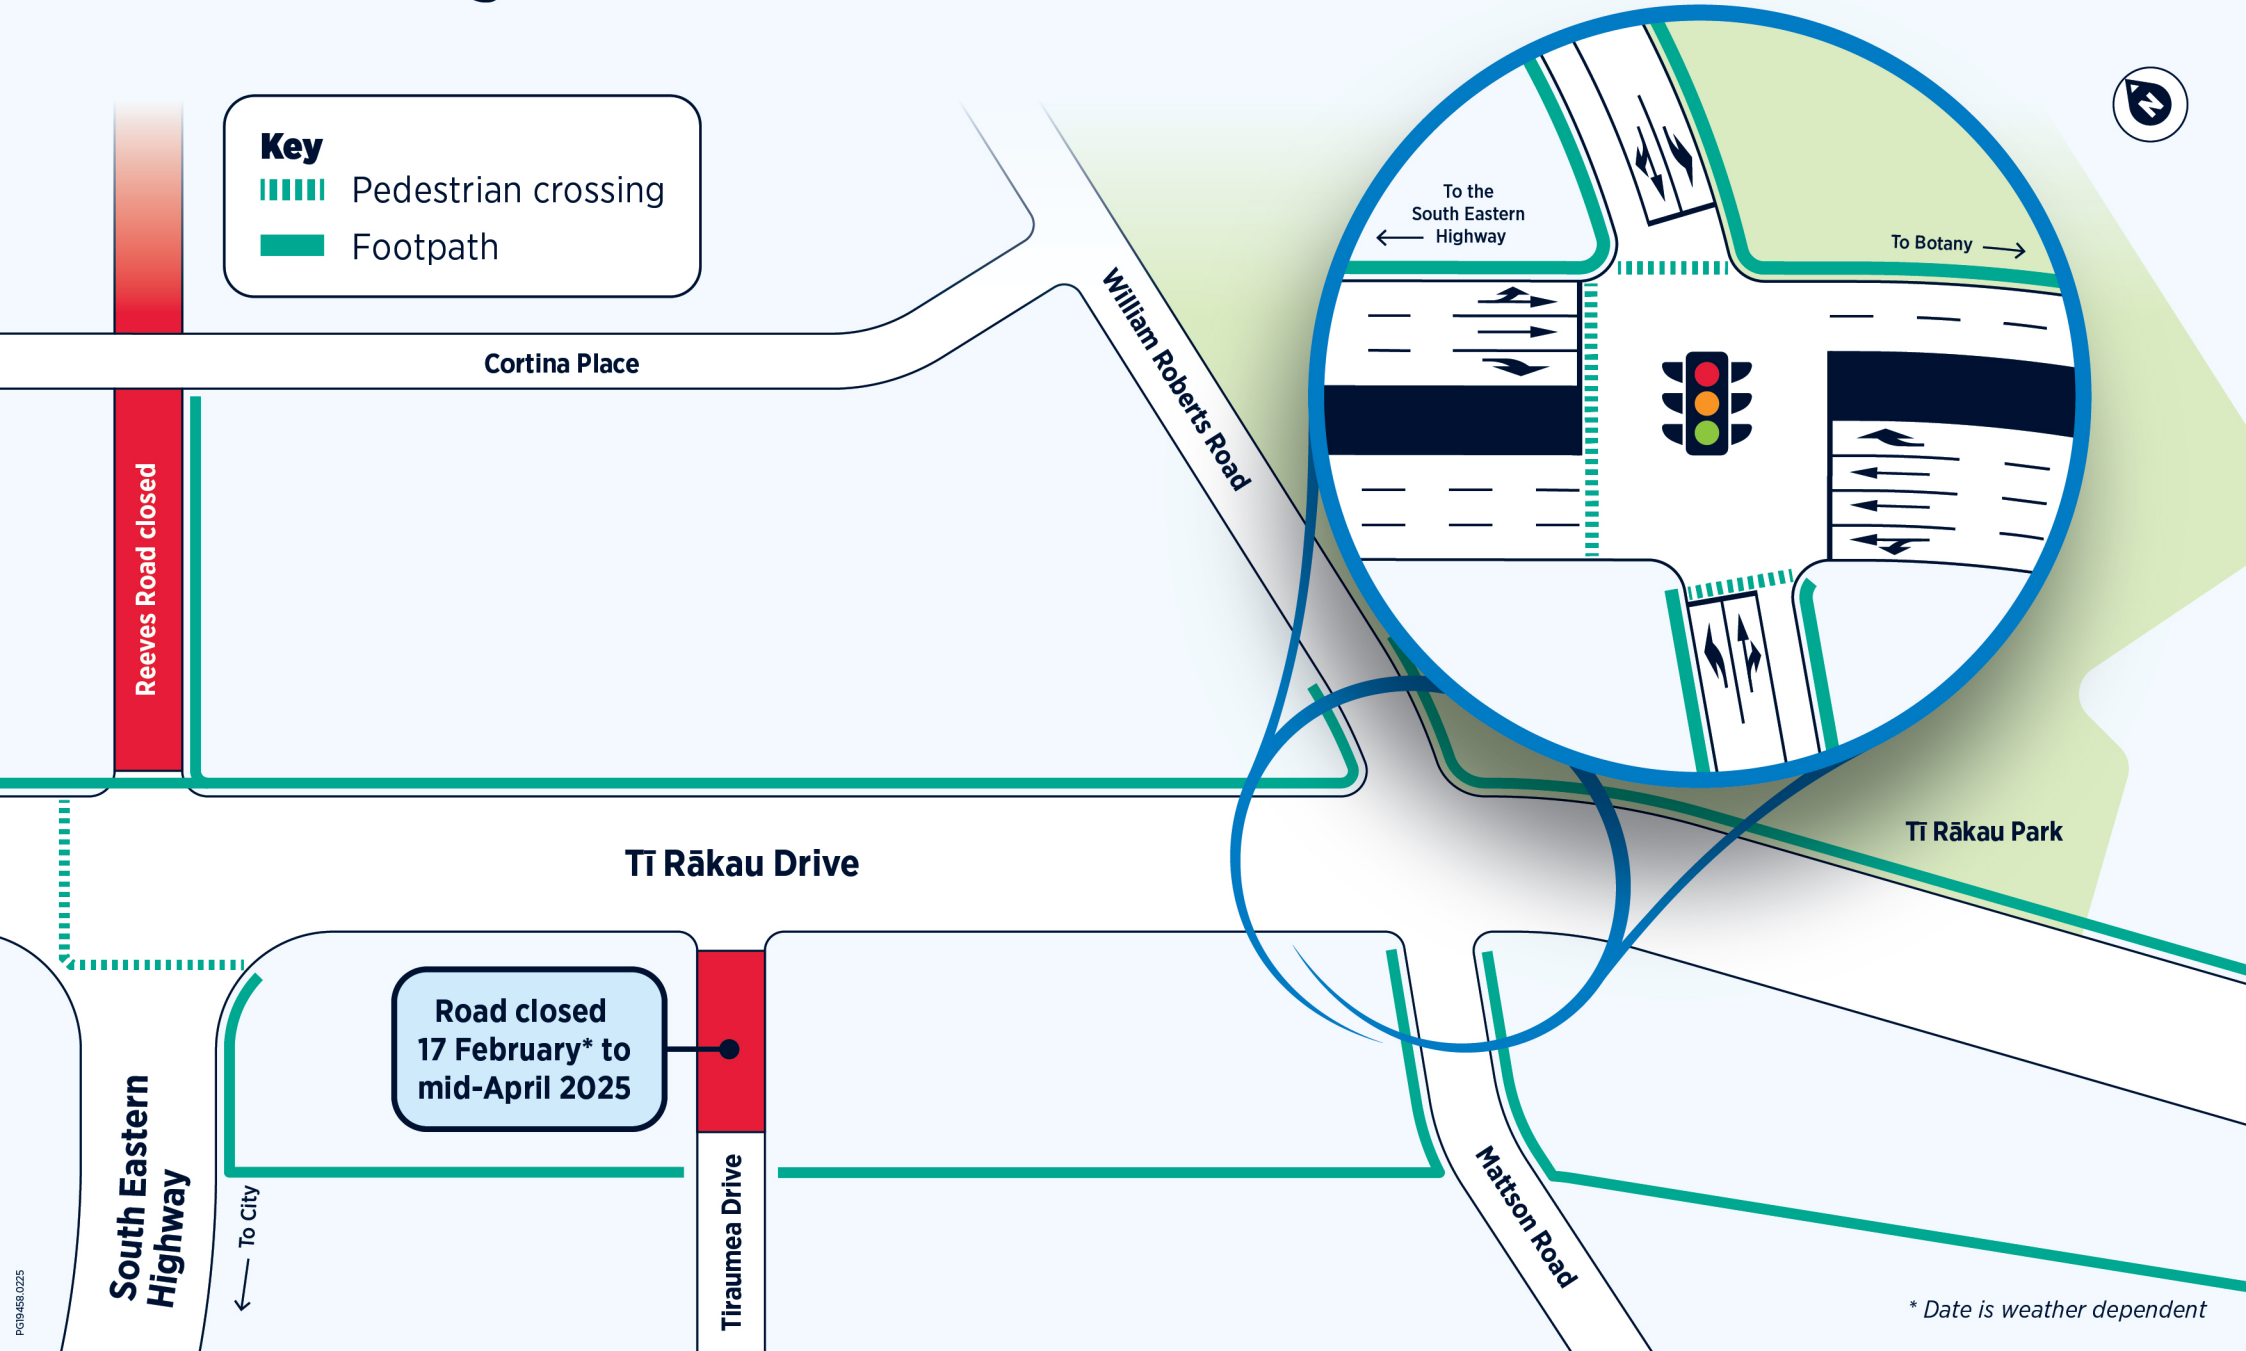 Key
Pedestrian crossing
Footpath
To the
South Eastern
Highway
To Botany
N
Cortina Place
William Roberts Road
Reeves Road closed
Tī Rākau Park
Tī Rākau Drive
Road closed
17 February* to
mid-April 2025
South Eastern
Highway
To City
Tiraumea Drive
Mattson Road
PG19458.0225
* Date is weather dependent